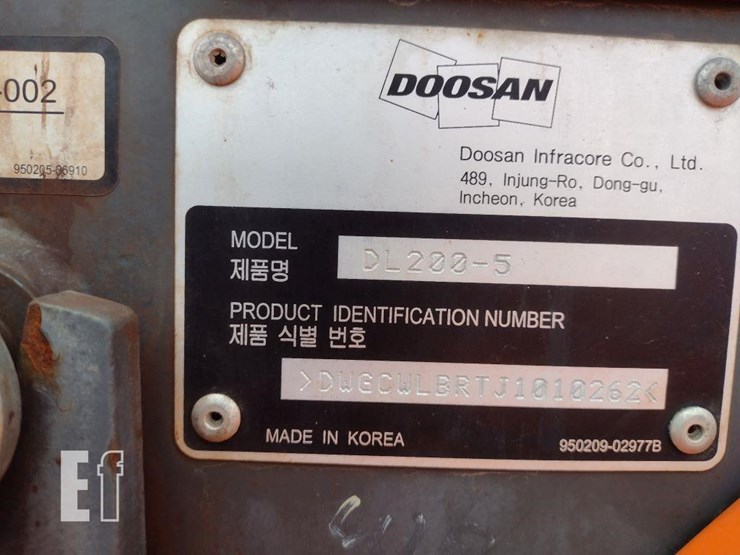 -002
950205-06910
DOOSAN
Doosan Infracore Co., Ltd.
489, Injung-Ro, Dong-gu,
Incheon, Korea
MODEL DL200-5
제품명
PRODUCT IDENTIFICATION NUMBER
제품 식별 번호
>DWGCWLBRTJ1010262<
MADE IN KOREA 950209-02977B
Ef